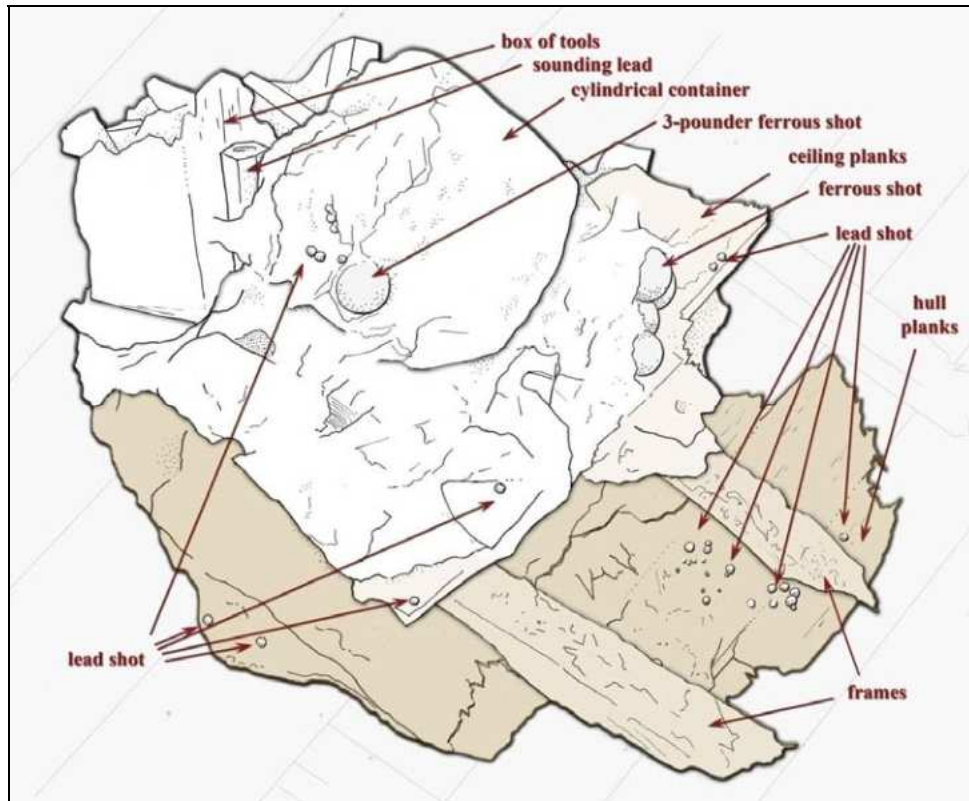 box of tools
sounding lead
cylindrical container
3-pounder ferrous shot
ceiling planks
ferrous shot
lead shot
hull
planks
lead shot
frames